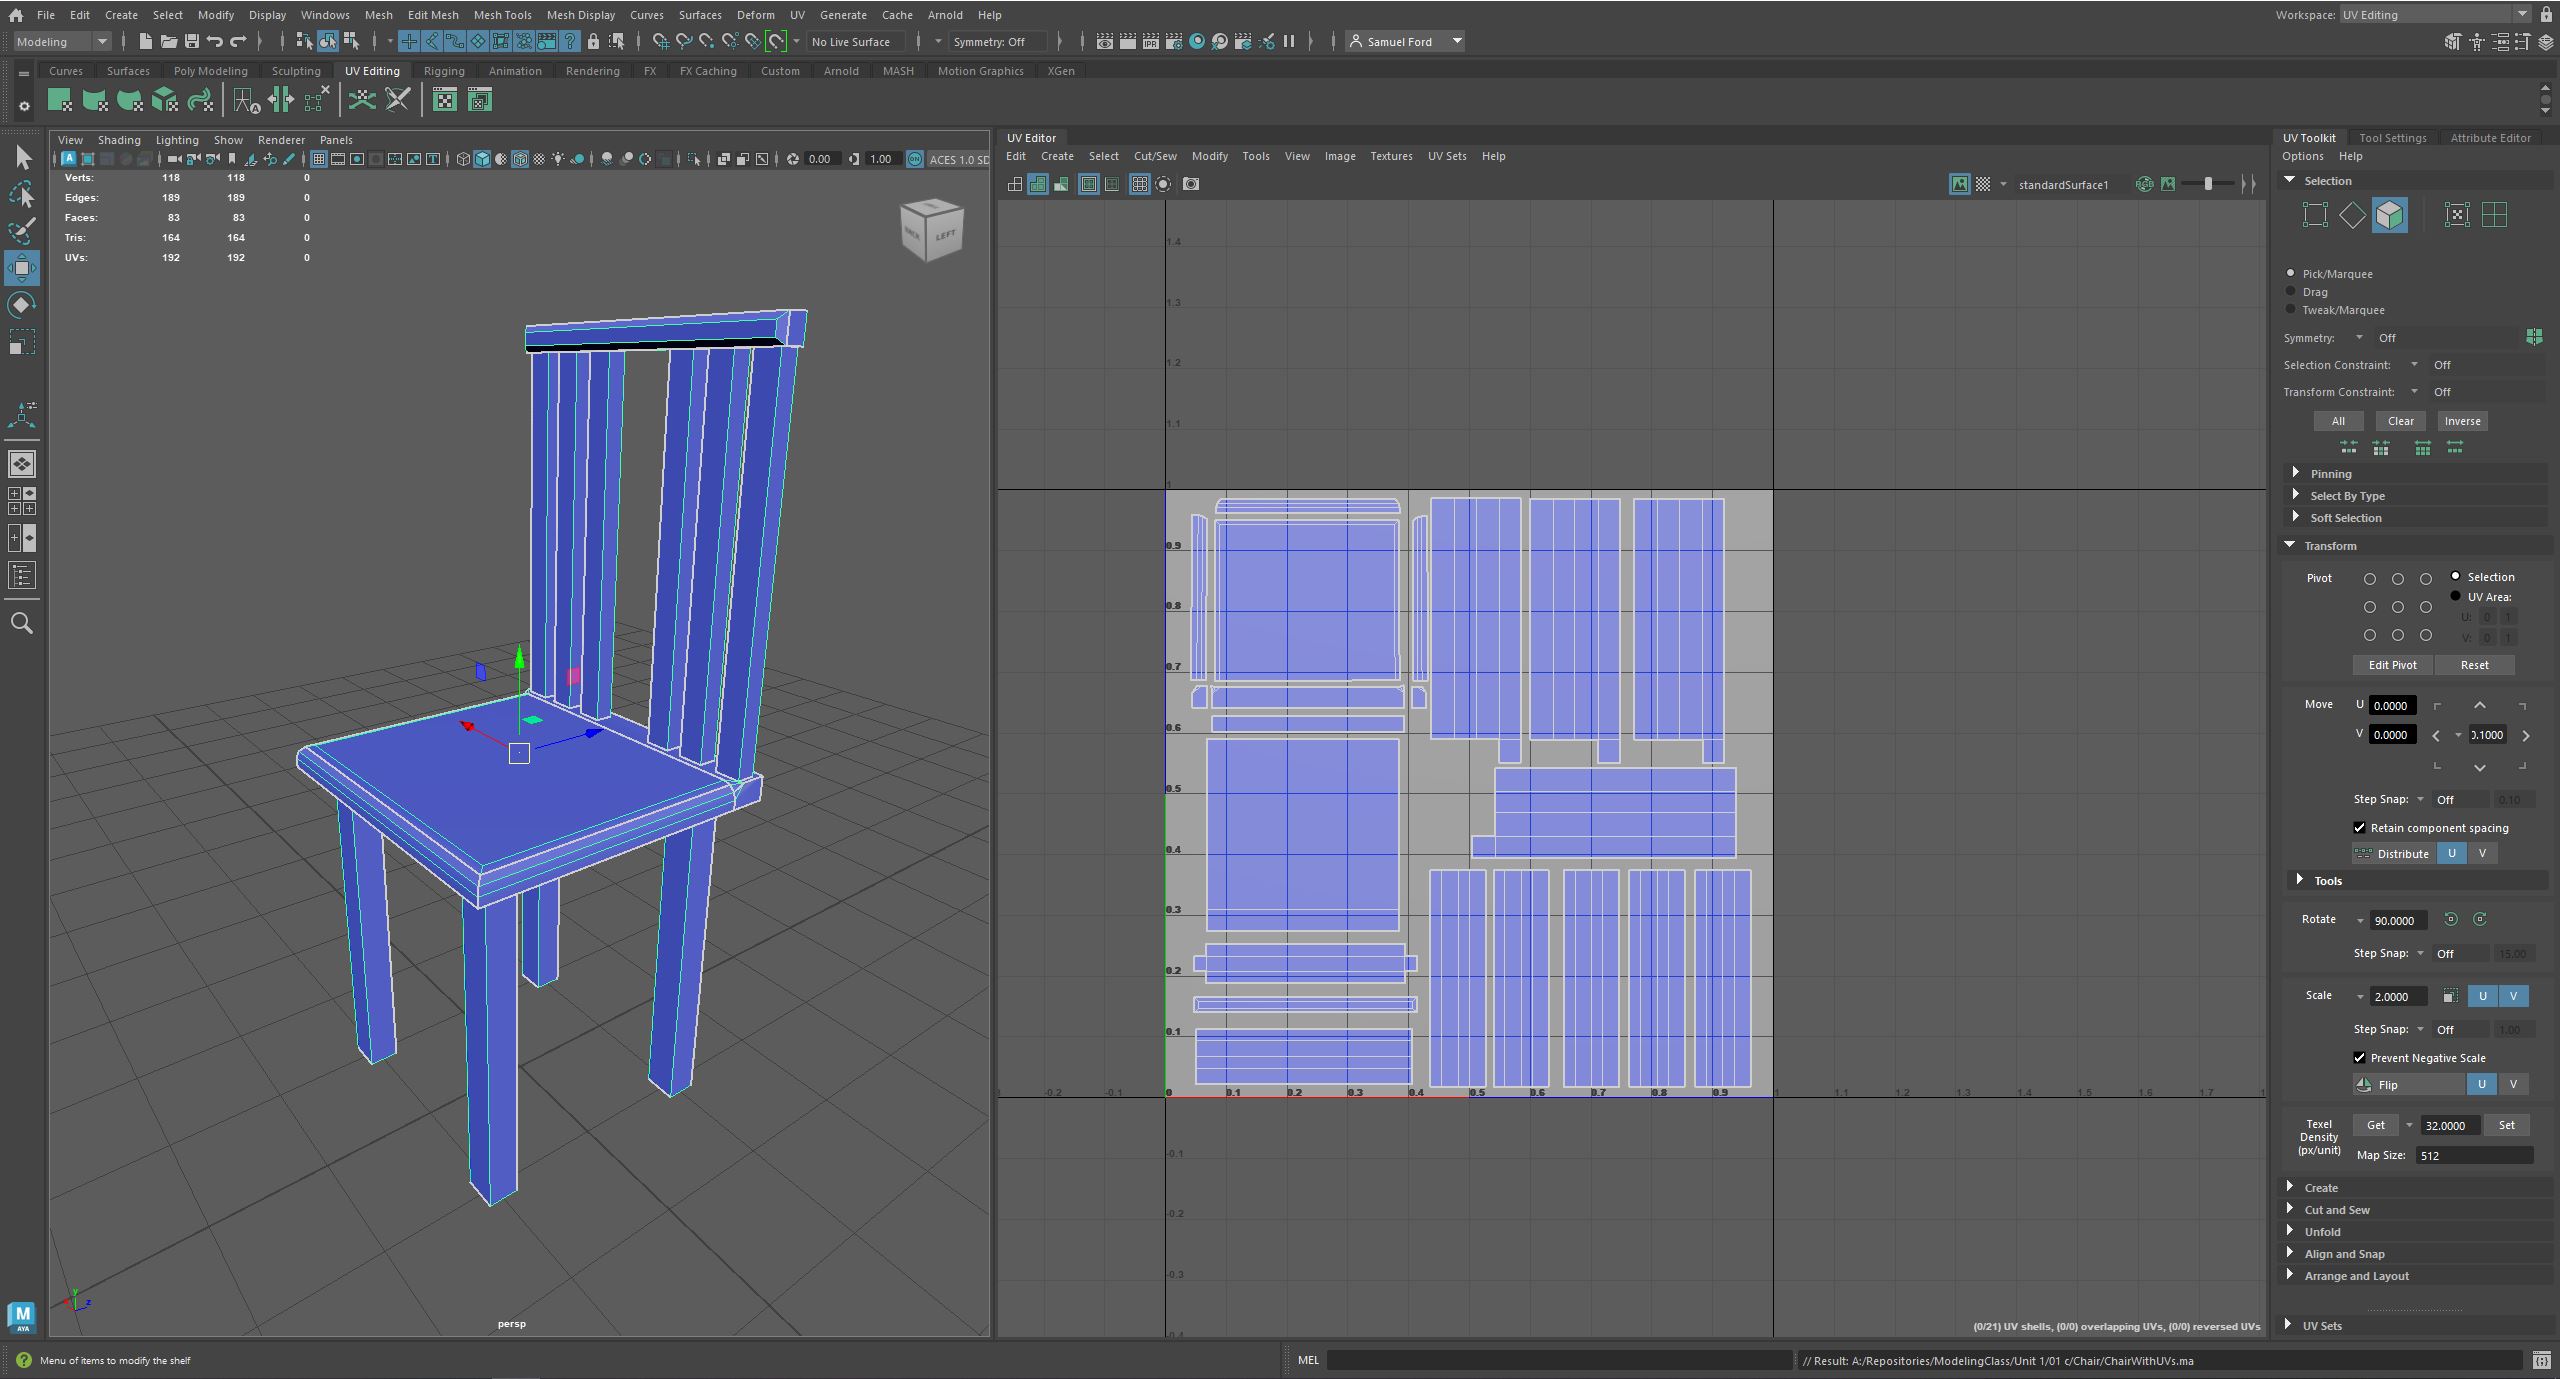 File Edit Create Select Modify Display Windows Mesh Edit Mesh Mesh Tools Mesh Display Curves Surfaces Deform UV Generate Cache Arnold Help
Workspace: UV Editing
Modeling
No Live Surface
Symmetry: Off
Samuel Ford
Curves Surfaces Poly Modeling Sculpting UV Editing Rigging Animation Rendering FX FX Caching Custom Arnold MASH Motion Graphics XGen
View Shading Lighting Show Renderer Panels
0.00 1.00 ACES 1.0 SD
Verts: 118 118 0
Edges: 189 189 0
Faces: 83 83 0
Tris: 164 164 0
UVs: 192 192 0
BACK LEFT
persp
UV Editor
Edit Create Select Cut/Sew Modify Tools View Image Textures UV Sets Help
standardSurface1
1.4
1.3
1.2
1.1
1
0.9
0.8
0.7
0.6
0.5
0.4
0.3
0.2
0.1
-0.2 -0.1 0 0.1 0.2 0.3 0.4 0.5 0.6 0.7 0.8 0.9 1 1.1 1.2 1.3 1.4 1.5 1.6 1.7
-0.1
-0.2
-0.3
-0.4
(0/21) UV shells, (0/0) overlapping UVs, (0/0) reversed UVs
UV Toolkit Tool Settings Attribute Editor
Options Help
Selection
Pick/Marquee
Drag
Tweak/Marquee
Symmetry: Off
Selection Constraint: Off
Transform Constraint: Off
All Clear Inverse
Pinning
Select By Type
Soft Selection
Transform
Pivot
Selection
UV Area:
U: 0 1
V: 0 1
Edit Pivot Reset
Move U 0.0000
V 0.0000 0.1000
Step Snap: Off 0.10
Retain component spacing
Distribute U V
Tools
Rotate 90.0000
Step Snap: Off 15.00
Scale 2.0000 U V
Step Snap: Off 1.00
Prevent Negative Scale
Flip U V
Texel Density (px/unit)
Get 32.0000 Set
Map Size: 512
Create
Cut and Sew
Unfold
Align and Snap
Arrange and Layout
UV Sets
M
AYA
Menu of items to modify the shelf
MEL
// Result: A:/Repositories/ModelingClass/Unit 1/01 c/Chair/ChairWithUVs.ma